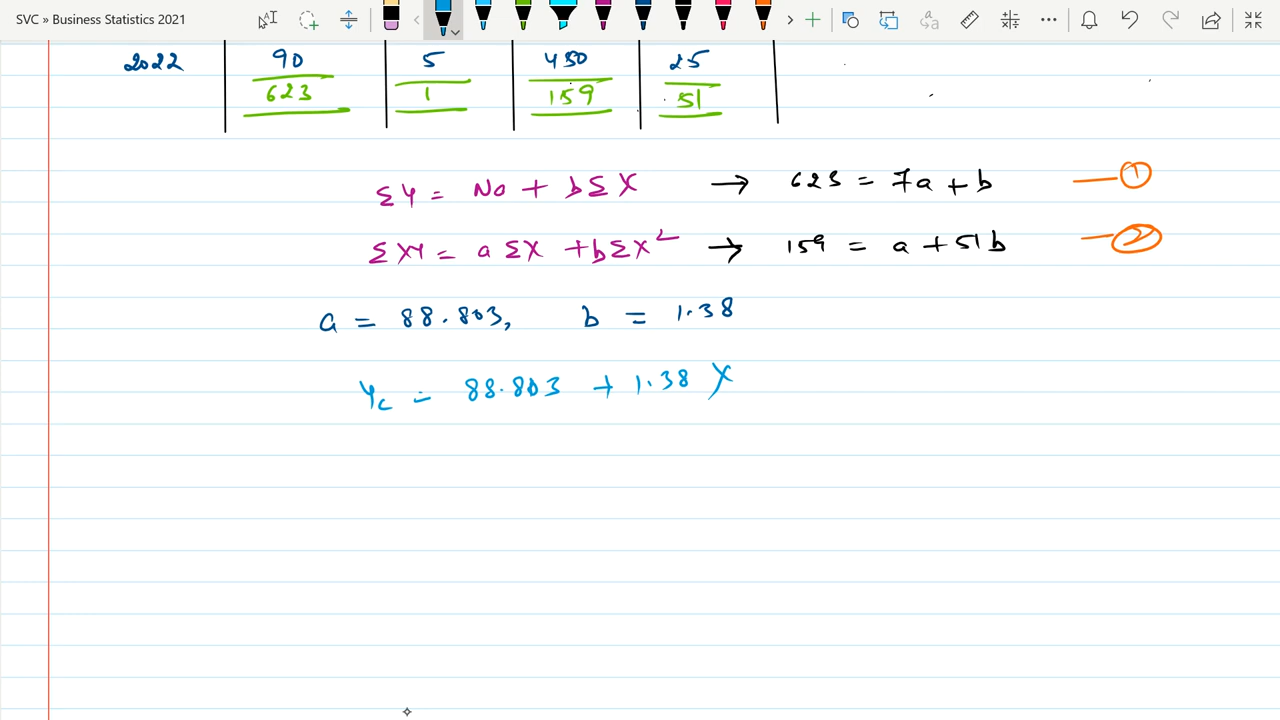 SVC » Business Statistics 2021
2022 90 5 450 25
623 1 159 51
ΣY = Na + bΣX → 623 = 7a + b — ①
ΣXY = a ΣX + bΣX² → 159 = a + 51b — ②
a = 88.803, b = 1.38
Yc = 88.803 + 1.38 X